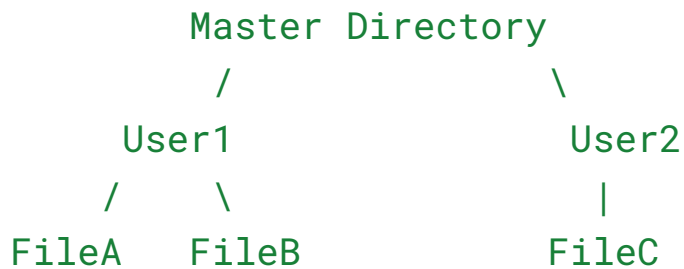 Master Directory
/ \
User1 User2
/ \ |
FileA FileB FileC